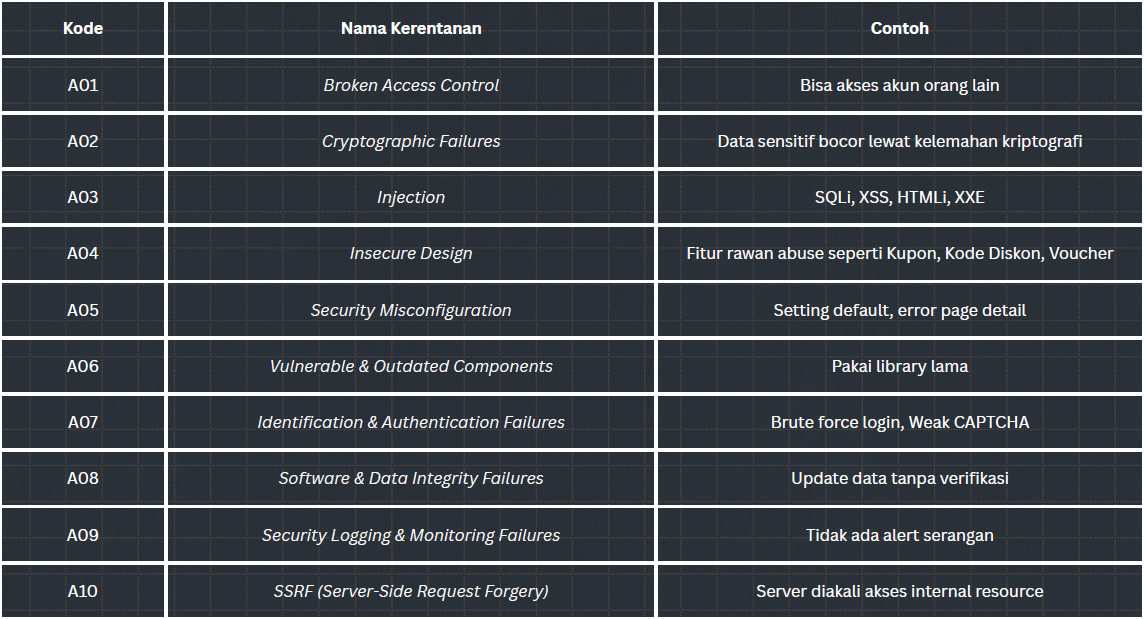 Kode Nama Kerentanan Contoh
A01 Broken Access Control Bisa akses akun orang lain
A02 Cryptographic Failures Data sensitif bocor lewat kelemahan kriptografi
A03 Injection SQLi, XSS, HTMLi, XXE
A04 Insecure Design Fitur rawan abuse seperti Kupon, Kode Diskon, Voucher
A05 Security Misconfiguration Setting default, error page detail
A06 Vulnerable & Outdated Components Pakai library lama
A07 Identification & Authentication Failures Brute force login, Weak CAPTCHA
A08 Software & Data Integrity Failures Update data tanpa verifikasi
A09 Security Logging & Monitoring Failures Tidak ada alert serangan
A10 SSRF (Server-Side Request Forgery) Server diakali akses internal resource